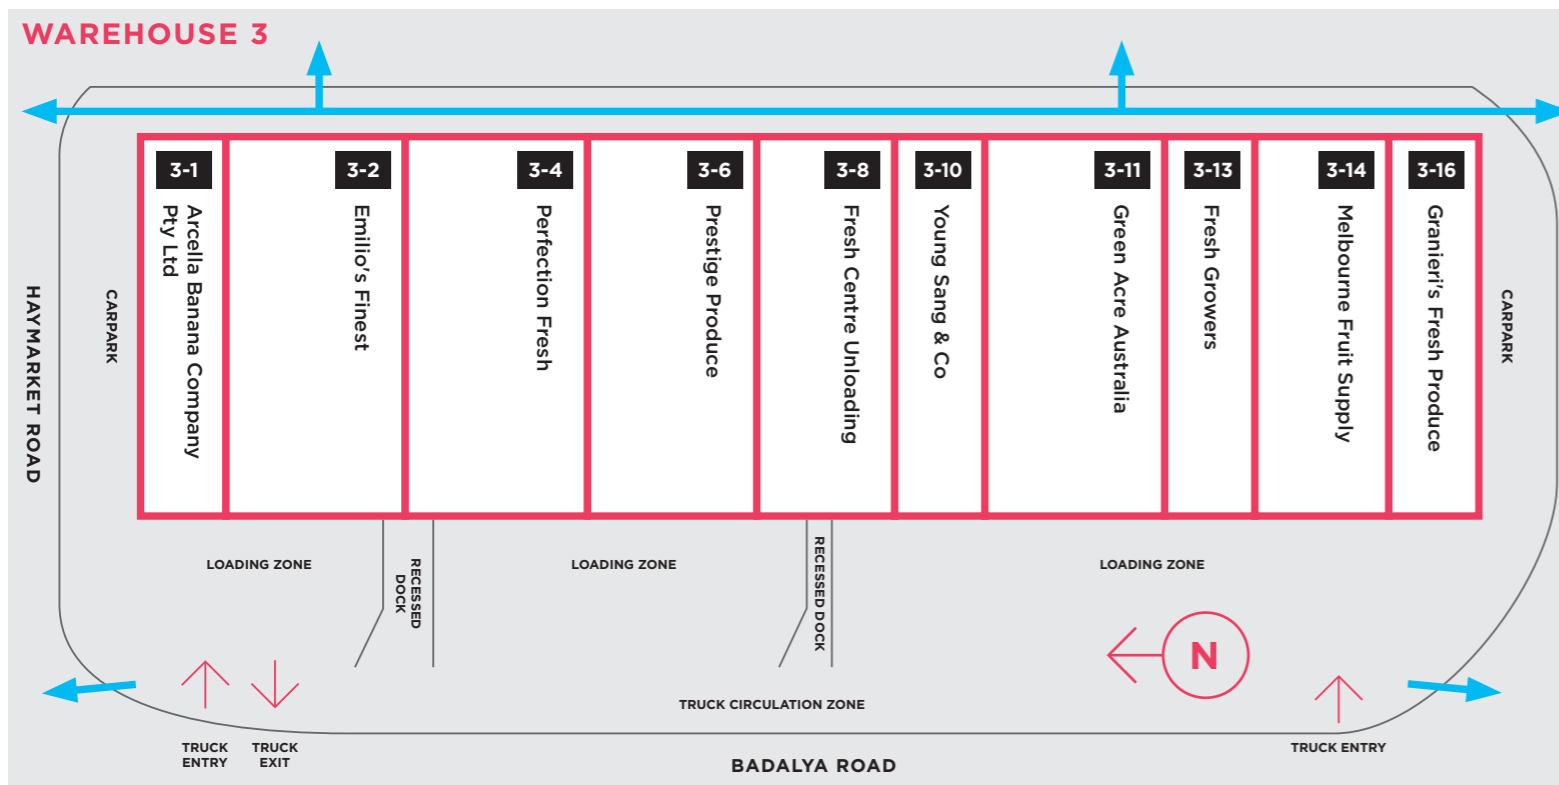 WAREHOUSE 3
3-1
Arcella Banana Company
Pty Ltd
3-2
Emilio's Finest
3-4
Perfection Fresh
3-6
Prestige Produce
3-8
Fresh Centre Unloading
3-10
Young Sang & Co
3-11
Green Acre Australia
3-13
Fresh Growers
3-14
Melbourne Fruit Supply
3-16
Granieri's Fresh Produce
HAYMARKET ROAD
CARPARK
CARPARK
LOADING ZONE
RECESSED
DOCK
LOADING ZONE
RECESSED DOCK
LOADING ZONE
N
TRUCK CIRCULATION ZONE
TRUCK
ENTRY
TRUCK
EXIT
TRUCK ENTRY
BADALYA ROAD